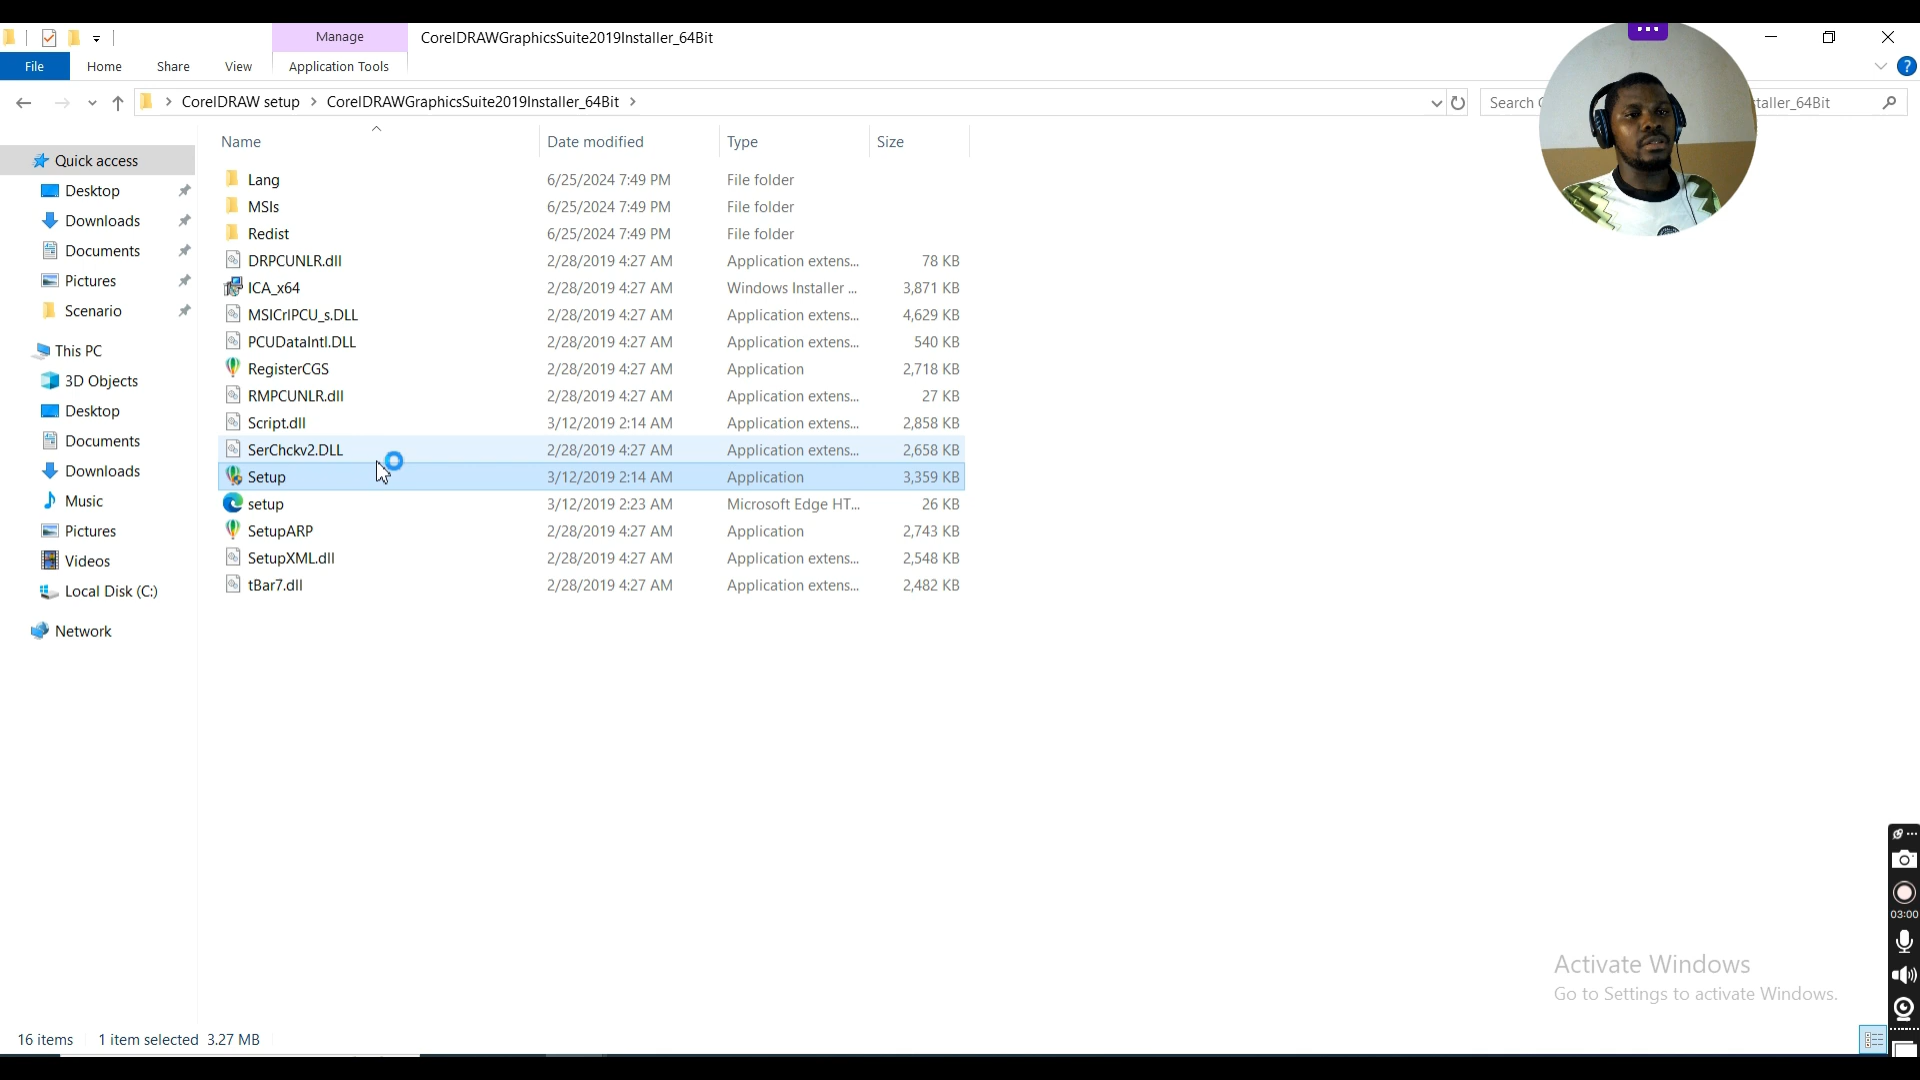 Manage
CorelDRAWGraphicsSuite2019Installer_64Bit
File
Home
Share
View
Application Tools
CorelDRAW setup
CorelDRAWGraphicsSuite2019Installer_64Bit
Search
staller_64Bit
Name
Date modified
Type
Size
Quick access
Desktop
Downloads
Documents
Pictures
Scenario
This PC
3D Objects
Desktop
Documents
Downloads
Music
Pictures
Videos
Local Disk (C:)
Network
Lang 6/25/2024 7:49 PM File folder
MSIs 6/25/2024 7:49 PM File folder
Redist 6/25/2024 7:49 PM File folder
DRPCUNLR.dll 2/28/2019 4:27 AM Application extens... 78 KB
ICA_x64 2/28/2019 4:27 AM Windows Installer ... 3,871 KB
MSICrlPCU_s.DLL 2/28/2019 4:27 AM Application extens... 4,629 KB
PCUDataIntl.DLL 2/28/2019 4:27 AM Application extens... 540 KB
RegisterCGS 2/28/2019 4:27 AM Application 2,718 KB
RMPCUNLR.dll 2/28/2019 4:27 AM Application extens... 27 KB
Script.dll 3/12/2019 2:14 AM Application extens... 2,858 KB
SerChckv2.DLL 2/28/2019 4:27 AM Application extens... 2,658 KB
Setup 3/12/2019 2:14 AM Application 3,359 KB
setup 3/12/2019 2:23 AM Microsoft Edge HT... 26 KB
SetupARP 2/28/2019 4:27 AM Application 2,743 KB
SetupXML.dll 2/28/2019 4:27 AM Application extens... 2,548 KB
tBar7.dll 2/28/2019 4:27 AM Application extens... 2,482 KB
03:00
Activate Windows
Go to Settings to activate Windows.
16 items 1 item selected 3.27 MB